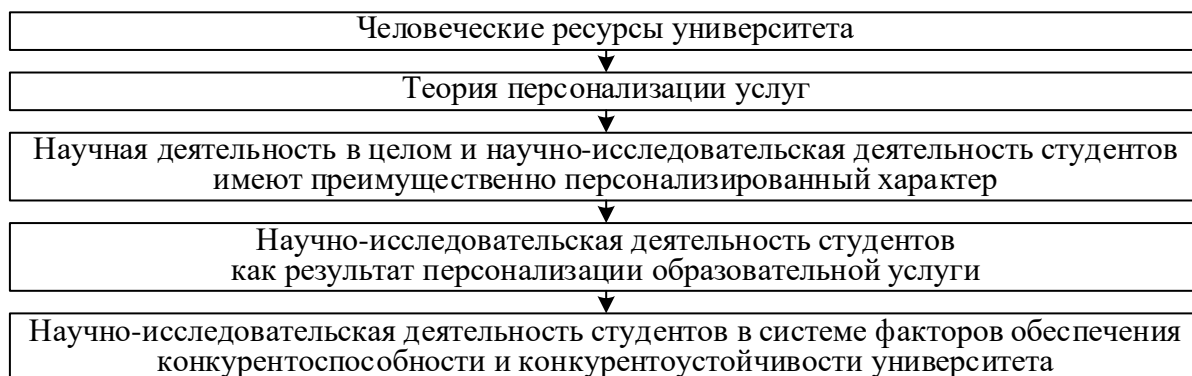 Человеческие ресурсы университета
Теория персонализации услуг
Научная деятельность в целом и научно-исследовательская деятельность студентов
имеют преимущественно персонализированный характер
Научно-исследовательская деятельность студентов
как результат персонализации образовательной услуги
Научно-исследовательская деятельность студентов в системе факторов обеспечения
конкурентоспособности и конкурентоустойчивости университета